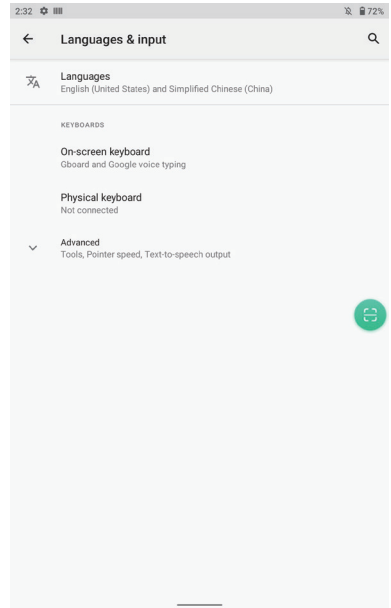 2:32
72%
Languages & input
Languages
English (United States) and Simplified Chinese (China)
KEYBOARDS
On-screen keyboard
Gboard and Google voice typing
Physical keyboard
Not connected
Advanced
Tools, Pointer speed, Text-to-speech output